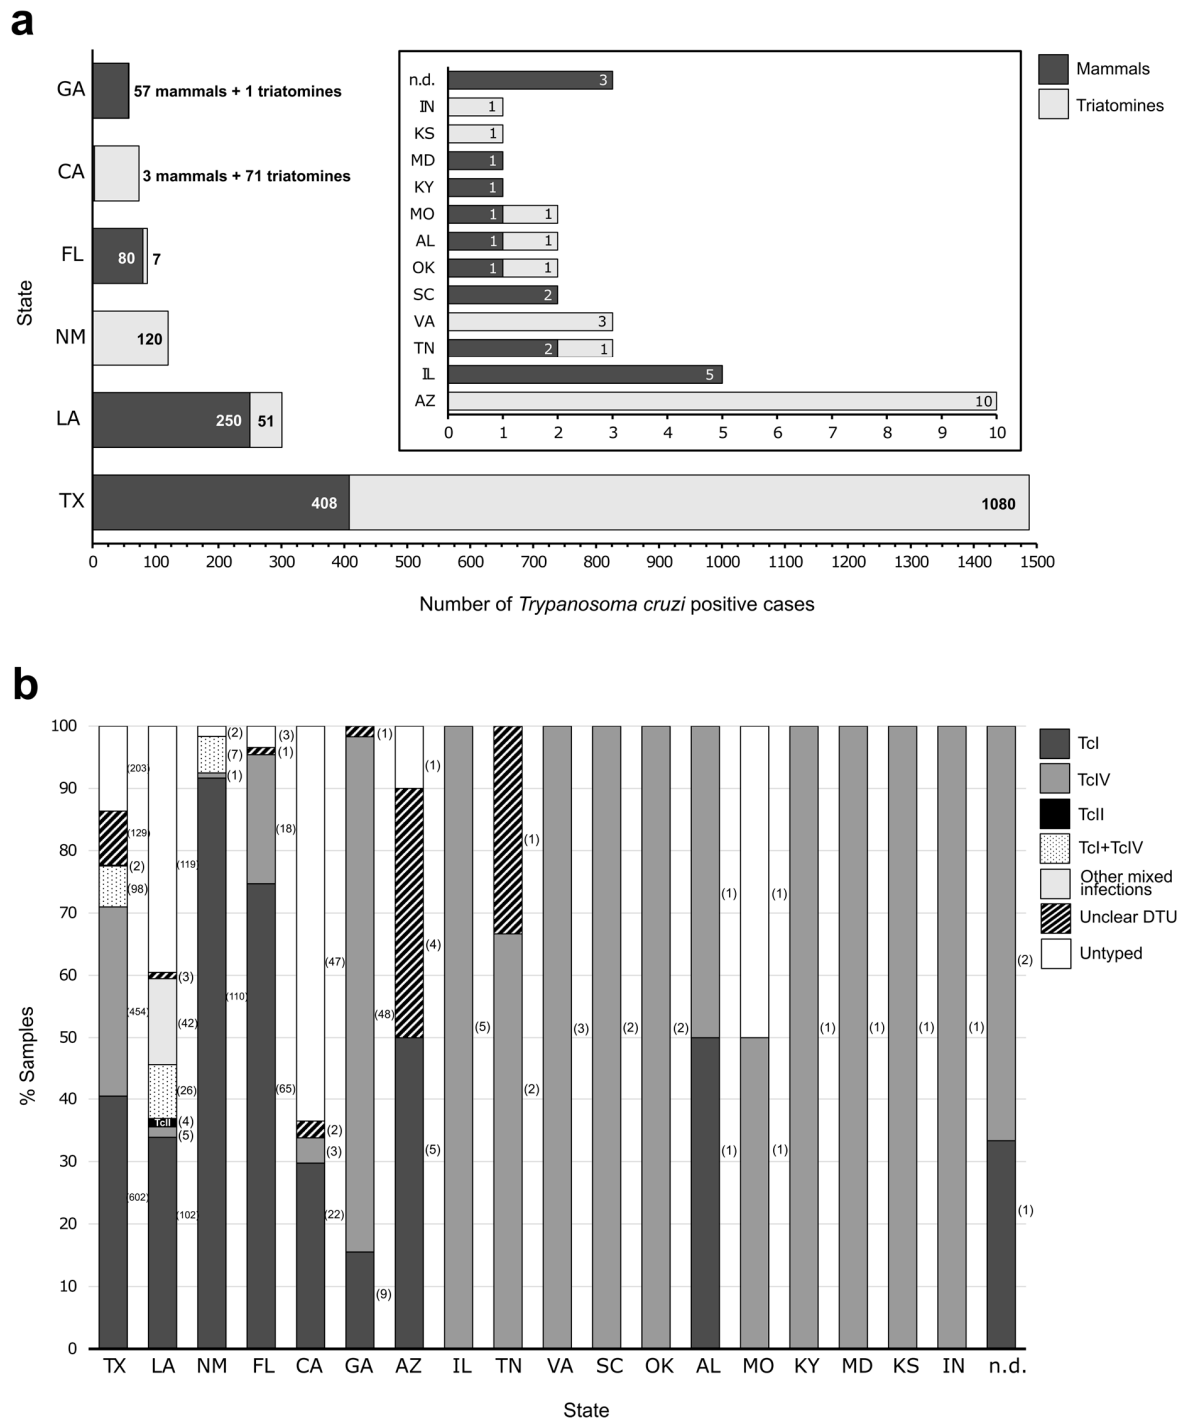 a
GA
57 mammals + 1 triatomines
CA
3 mammals + 71 triatomines
FL
80
7
NM
120
LA
250
51
TX
408
1080
State
0 100 200 300 400 500 600 700 800 900 1000 1100 1200 1300 1400 1500
Number of Trypanosoma cruzi positive cases
n.d. 3
IN 1
KS 1
MD 1
KY 1
MO 1 1
AL 1 1
OK 1 1
SC 2
VA 3
TN 2 1
IL 5
AZ 10
0 1 2 3 4 5 6 7 8 9 10
Mammals
Triatomines
b
% Samples
100
90
80
70
60
50
40
30
20
10
0
(203)
(129)
(2)
(98)
(454)
(602)
(119)
(3)
(42)
(26)
TcII
(4)
(5)
(102)
(2)
(7)
(1)
(110)
(3)
(1)
(18)
(65)
(47)
(2)
(3)
(22)
(1)
(48)
(9)
(1)
(4)
(5)
(5)
(1)
(2)
(3)
(2)
(2)
(1)
(1)
(1)
(1)
(1)
(1)
(1)
(1)
(2)
(1)
TX LA NM FL CA GA AZ IL TN VA SC OK AL MO KY MD KS IN n.d.
State
TcI
TcIV
TcII
TcI+TcIV
Other mixed
infections
Unclear DTU
Untyped